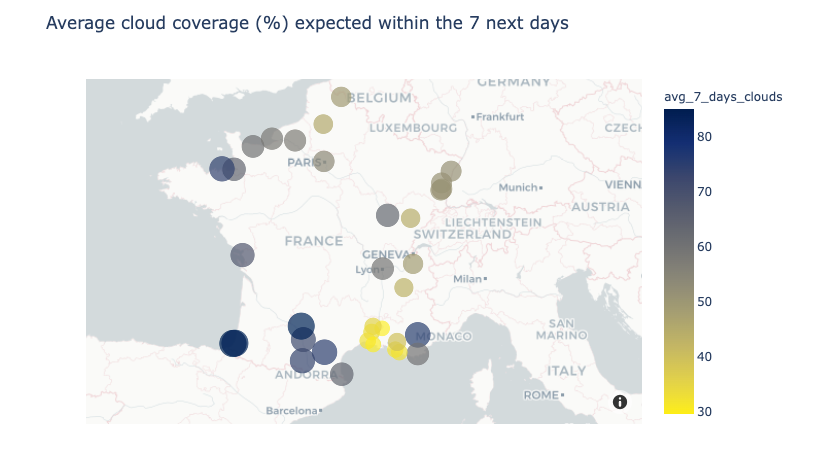 Average cloud coverage (%) expected within the 7 next days
GERMANY
BELGIUM
Frankfurt
LUXEMBOURG
CZECH
PARIS
Munich
VIENN
AUSTRIA
LIECHTENSTEIN
SWITZERLAND
FRANCE
GENEVA
Lyon
Milan
SAN
MARINO
MONACO
ITALY
ANDORRA
ROME
Barcelona
i
avg_7_days_clouds
80
70
60
50
40
30